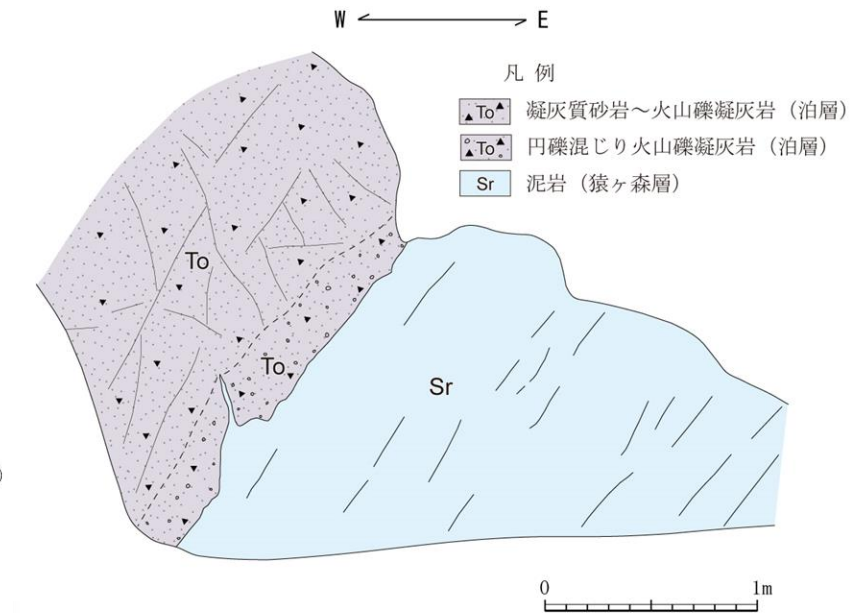 W E
凡 例
To 凝灰質砂岩～火山礫凝灰岩（泊層）
To 円礫混じり火山礫凝灰岩（泊層）
Sr 泥岩（猿ヶ森層）
To
To
Sr
0 1m
)